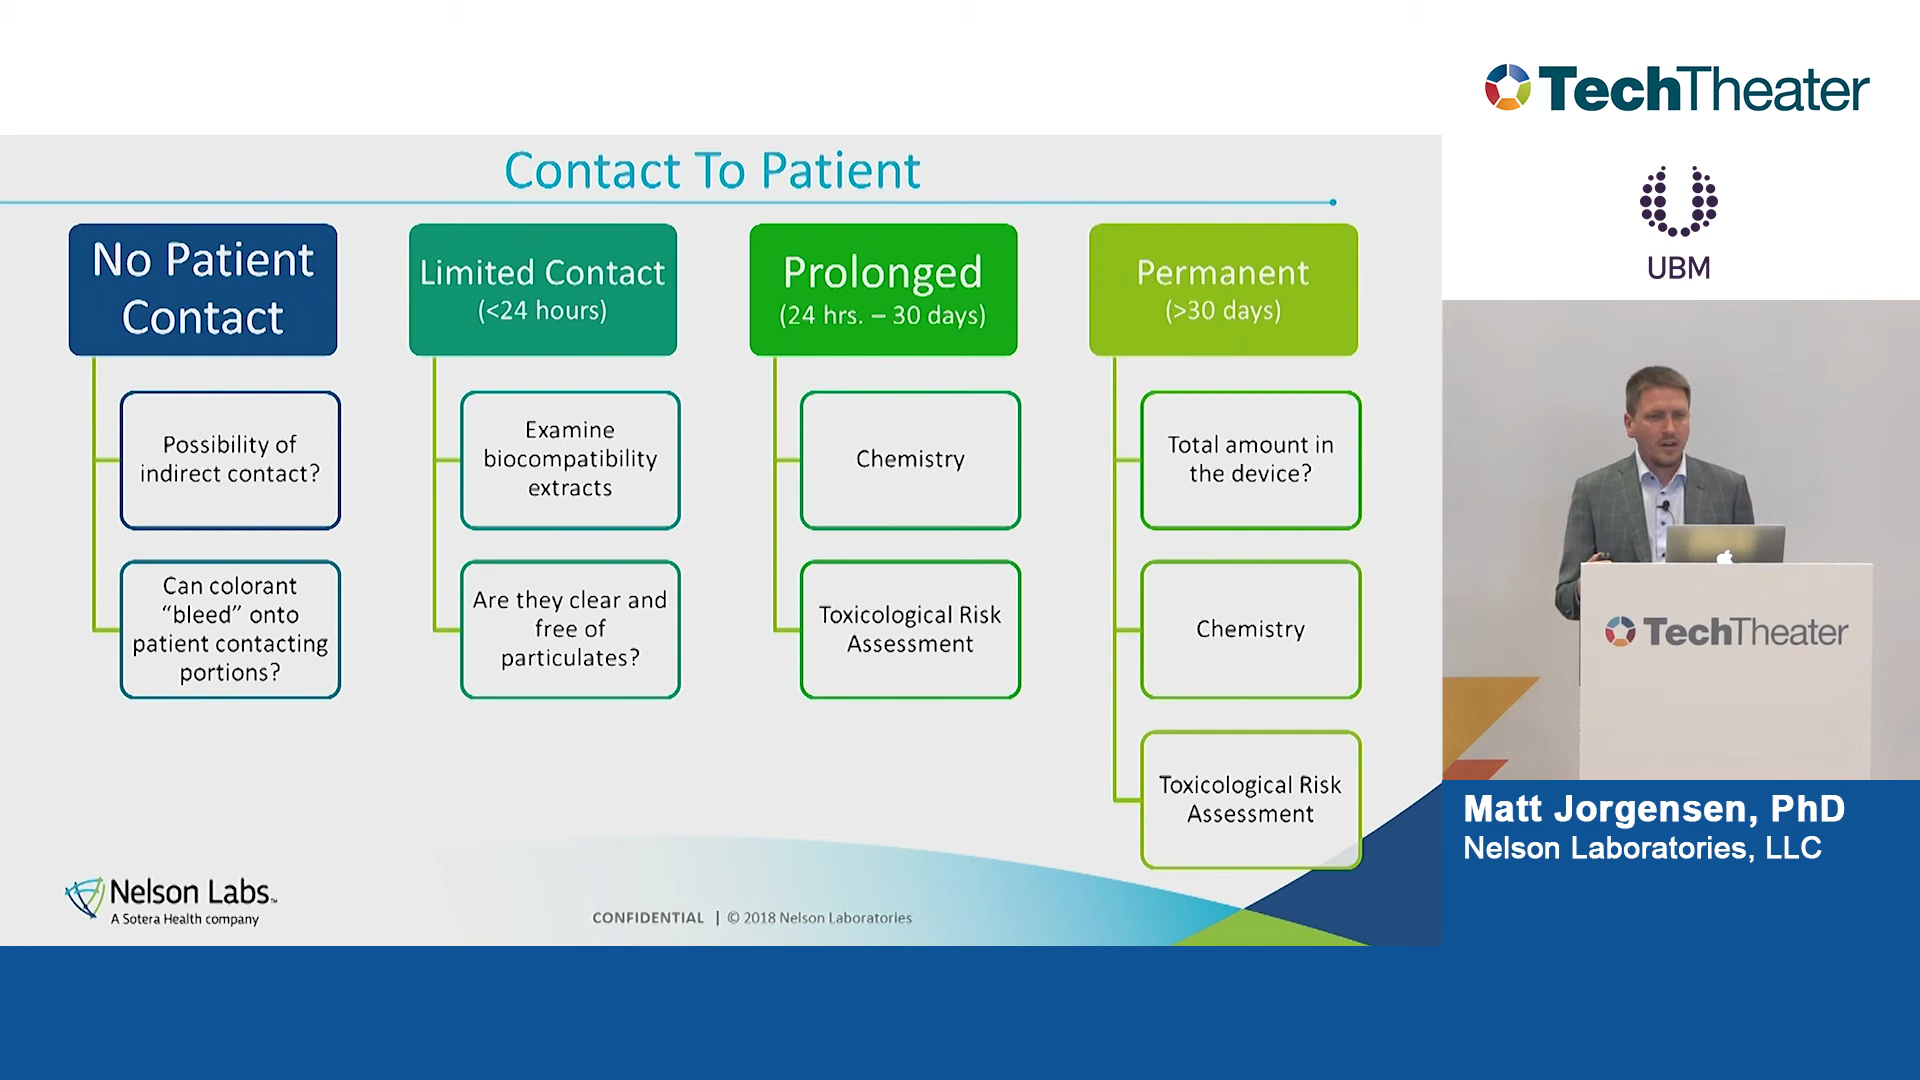 TechTheater
UBM
Contact To Patient
No Patient
Contact
Possibility of
indirect contact?
Can colorant
“bleed” onto
patient contacting
portions?
Limited Contact
(<24 hours)
Examine
biocompatibility
extracts
Are they clear and
free of
particulates?
Prolonged
(24 hrs. – 30 days)
Chemistry
Toxicological Risk
Assessment
Permanent
(>30 days)
Total amount in
the device?
Chemistry
Toxicological Risk
Assessment
Nelson Labs™
A Sotera Health company
CONFIDENTIAL | © 2018 Nelson Laboratories
TechTheater
Matt Jorgensen, PhD
Nelson Laboratories, LLC